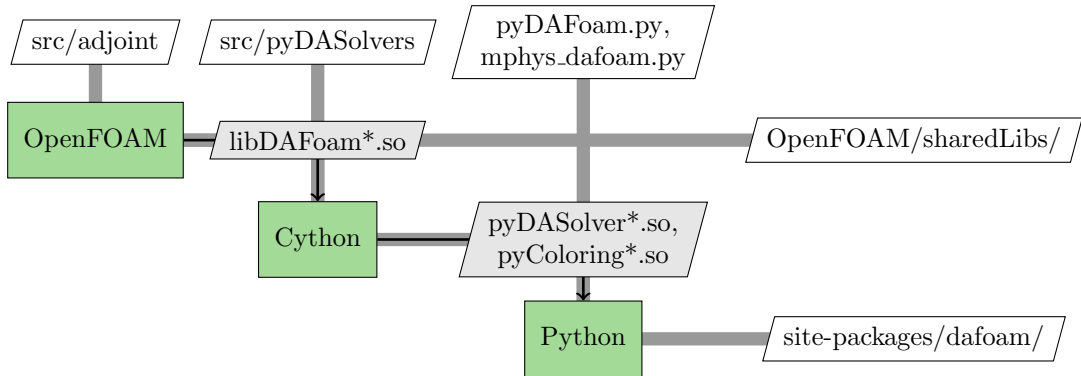 src/adjoint
src/pyDASolvers
pyDAFoam.py,
mphys_dafoam.py
OpenFOAM
libDAFoam*.so
OpenFOAM/sharedLibs/
Cython
pyDASolver*.so,
pyColoring*.so
Python
site-packages/dafoam/